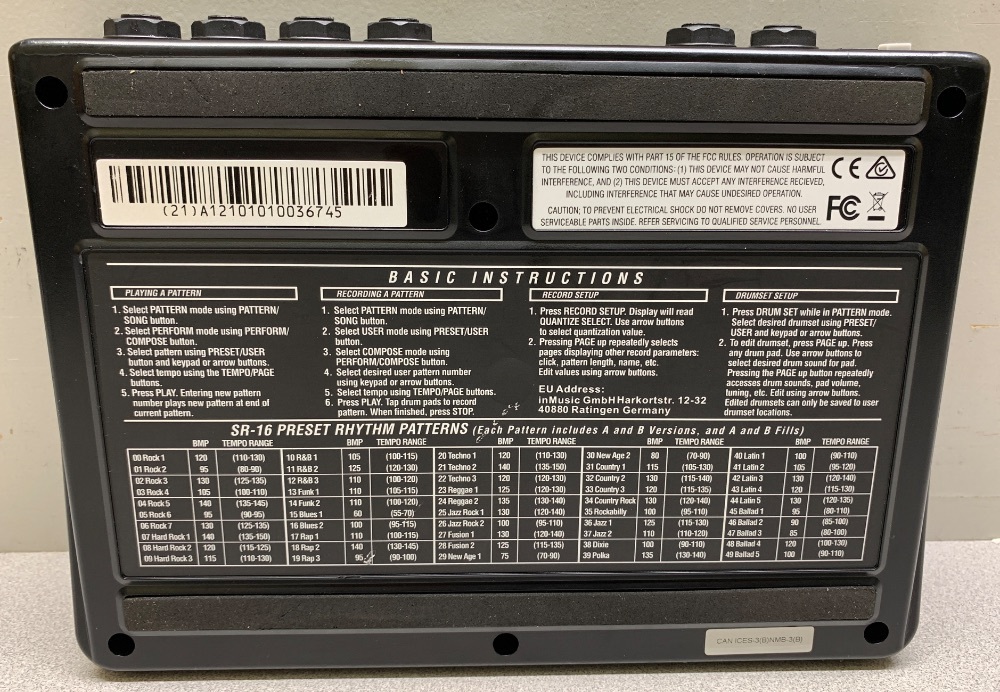 (21)A12101010036745
THIS DEVICE COMPLIES WITH PART 15 OF THE FCC RULES. OPERATION IS SUBJECT
TO THE FOLLOWING TWO CONDITIONS: (1) THIS DEVICE MAY NOT CAUSE HARMFUL
INTERFERENCE, AND (2) THIS DEVICE MUST ACCEPT ANY INTERFERENCE RECIEVED,
INCLUDING INTERFERENCE THAT MAY CAUSE UNDESIRED OPERATION.
CAUTION; TO PREVENT ELECTRICAL SHOCK DO NOT REMOVE COVERS. NO USER
SERVICEABLE PARTS INSIDE. REFER SERVICING TO QUALIFIED SERVICE PERSONNEL.
CE
FC
BASIC INSTRUCTIONS
PLAYING A PATTERN
1. Select PATTERN mode using PATTERN/
SONG button.
2. Select PERFORM mode using PERFORM/
COMPOSE button.
3. Select pattern using PRESET/USER
button and keypad or arrow buttons.
4. Select tempo using the TEMPO/PAGE
buttons.
5. Press PLAY. Entering new pattern
number plays new pattern at end of
current pattern.
RECORDING A PATTERN
1. Select PATTERN mode using PATTERN/
SONG button.
2. Select USER mode using PRESET/USER
button.
3. Select COMPOSE mode using
PERFORM/COMPOSE button.
4. Select desired user pattern number
using keypad or arrow buttons.
5. Select tempo using TEMPO/PAGE buttons.
6. Press PLAY. Tap drum pads to record
pattern. When finished, press STOP.
RECORD SETUP
1. Press RECORD SETUP. Display will read
QUANTIZE SELECT. Use arrow buttons
to select quantization value.
2. Pressing PAGE up repeatedly selects
pages displaying other record parameters:
click, pattern length, name, etc.
Edit values using arrow buttons.
EU Address:
inMusic GmbH Harkortstr. 12-32
40880 Ratingen Germany
DRUMSET SETUP
1. Press DRUM SET while in PATTERN mode.
Select desired drumset using PRESET/
USER and keypad or arrow buttons.
2. To edit drumset, press PAGE up. Press
any drum pad. Use arrow buttons to
select desired drum sound for pad.
Pressing the PAGE up button repeatedly
accesses drum sounds, pad volume,
tuning, etc. Edit using arrow buttons.
Edited drumsets can only be saved to user
drumset locations.
SR-16 PRESET RHYTHM PATTERNS (Each Pattern includes A and B Versions, and A and B Fills)
BMP TEMPO RANGE BMP TEMPO RANGE BMP TEMPO RANGE BMP TEMPO RANGE BMP TEMPO RANGE
00 Rock 1 120 (110-130) 10 R&B 1 105 (100-115) 20 Techno 1 120 (110-130) 30 New Age 2 80 (70-90) 40 Latin 1 100 (90-110)
01 Rock 2 95 (80-90) 11 R&B 2 125 (120-130) 21 Techno 2 140 (135-150) 31 Country 1 115 (105-130) 41 Latin 2 105 (95-120)
02 Rock 3 130 (125-135) 12 R&B 3 110 (100-120) 22 Techno 3 120 (120-130) 32 Country 2 130 (115-140) 42 Latin 3 130 (120-140)
03 Rock 4 105 (100-110) 13 Funk 1 110 (105-115) 23 Reggae 1 125 (120-130) 33 Country 3 120 (115-135) 43 Latin 4 120 (115-130)
04 Rock 5 140 (135-145) 14 Funk 2 110 (100-120) 24 Reggae 2 135 (130-140) 34 Country Rock 130 (120-140) 44 Latin 5 130 (120-135)
05 Rock 6 95 (90-95) 15 Blues 1 60 (55-70) 25 Jazz Rock 1 130 (120-130) 35 Rockabilly 100 (95-110) 45 Ballad 1 95 (80-110)
06 Rock 7 130 (125-135) 16 Blues 2 100 (95-115) 26 Jazz Rock 2 100 (95-110) 36 Jazz 1 125 (115-130) 46 Ballad 2 90 (85-100)
07 Hard Rock 1 140 (135-150) 17 Rap 1 110 (100-115) 27 Fusion 1 130 (120-140) 37 Jazz 2 110 (110-120) 47 Ballad 3 85 (80-100)
08 Hard Rock 2 120 (115-125) 18 Rap 2 140 (130-145) 28 Fusion 2 125 (115-135) 38 Dixie 100 (90-110) 48 Ballad 4 120 (100-130)
09 Hard Rock 3 115 (110-130) 19 Rap 3 95 (90-100) 29 New Age 1 75 (70-90) 39 Polka 135 (130-140) 49 Ballad 5 100 (90-110)
CAN ICES-3(B)/NMB-3(B)